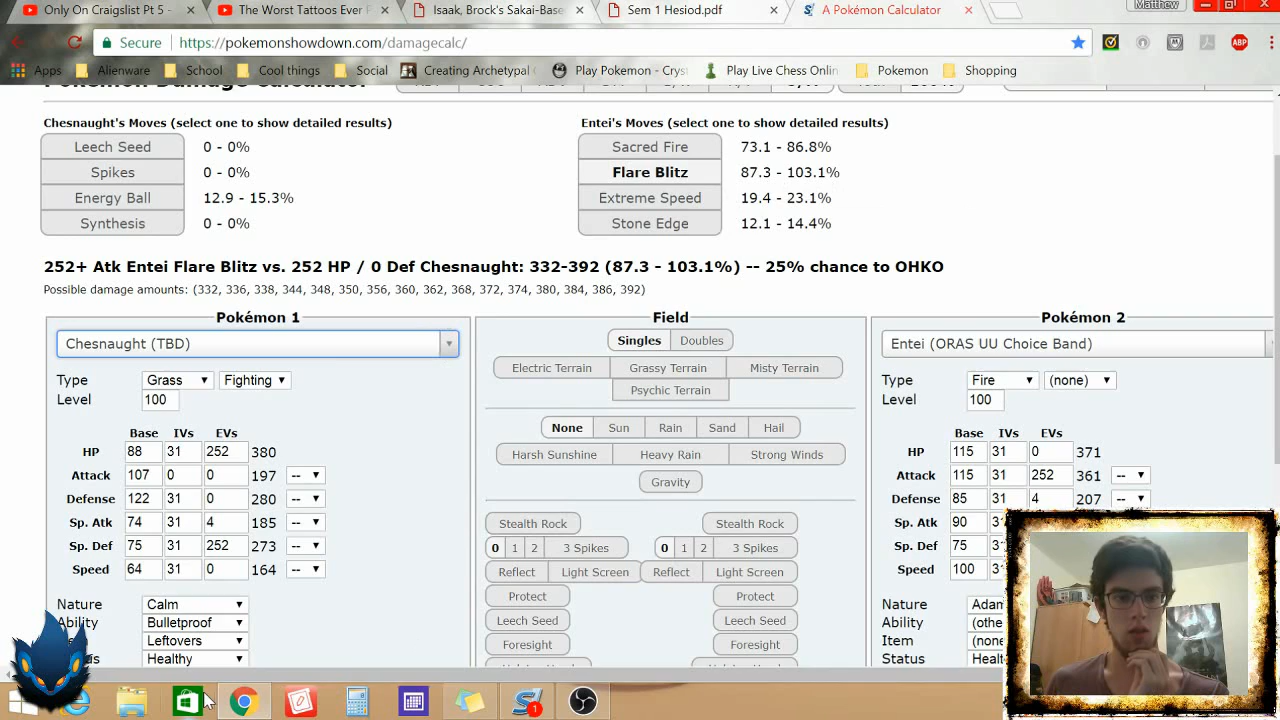 Only On Craigslist Pt 5 - × The Worst Tattoos Ever P × Isaak, Brock's Sakai-Base × Sem 1 Hesiod.pdf × A Pokémon Calculator × Matthew
Secure https://pokemonshowdown.com/damagecalc/ ABP
Apps Alienware School Cool things Social Creating Archetypal Play Pokemon - Crys Play Live Chess Onlin Pokemon Shopping
Pokémon Damage Calculator
Chesnaught's Moves (select one to show detailed results) Entei's Moves (select one to show detailed results)
Leech Seed 0 - 0% Sacred Fire 73.1 - 86.8%
Spikes 0 - 0% Flare Blitz 87.3 - 103.1%
Energy Ball 12.9 - 15.3% Extreme Speed 19.4 - 23.1%
Synthesis 0 - 0% Stone Edge 12.1 - 14.4%
252+ Atk Entei Flare Blitz vs. 252 HP / 0 Def Chesnaught: 332-392 (87.3 - 103.1%) -- 25% chance to OHKO
Possible damage amounts: (332, 336, 338, 344, 348, 350, 356, 360, 362, 368, 372, 374, 380, 384, 386, 392)
Pokémon 1
Chesnaught (TBD)
Type Grass Fighting
Level 100
Base IVs EVs
HP 88 31 252 380
Attack 107 0 0 197 --
Defense 122 31 0 280 --
Sp. Atk 74 31 4 185 --
Sp. Def 75 31 252 273 --
Speed 64 31 0 164 --
Nature Calm
Ability Bulletproof
Leftovers
Healthy
Field
Singles Doubles
Electric Terrain Grassy Terrain Misty Terrain
Psychic Terrain
None Sun Rain Sand Hail
Harsh Sunshine Heavy Rain Strong Winds
Gravity
Stealth Rock Stealth Rock
0 1 2 3 Spikes 0 1 2 3 Spikes
Reflect Light Screen Reflect Light Screen
Protect Protect
Leech Seed Leech Seed
Foresight Foresight
Pokémon 2
Entei (ORAS UU Choice Band)
Type Fire (none)
Level 100
Base IVs EVs
HP 115 31 0 371
Attack 115 31 252 361 --
Defense 85 31 4 207 --
Sp. Atk 90
Sp. Def 75
Speed 100
Nature Adam
Ability (othe
Item (none
Status Healt
1